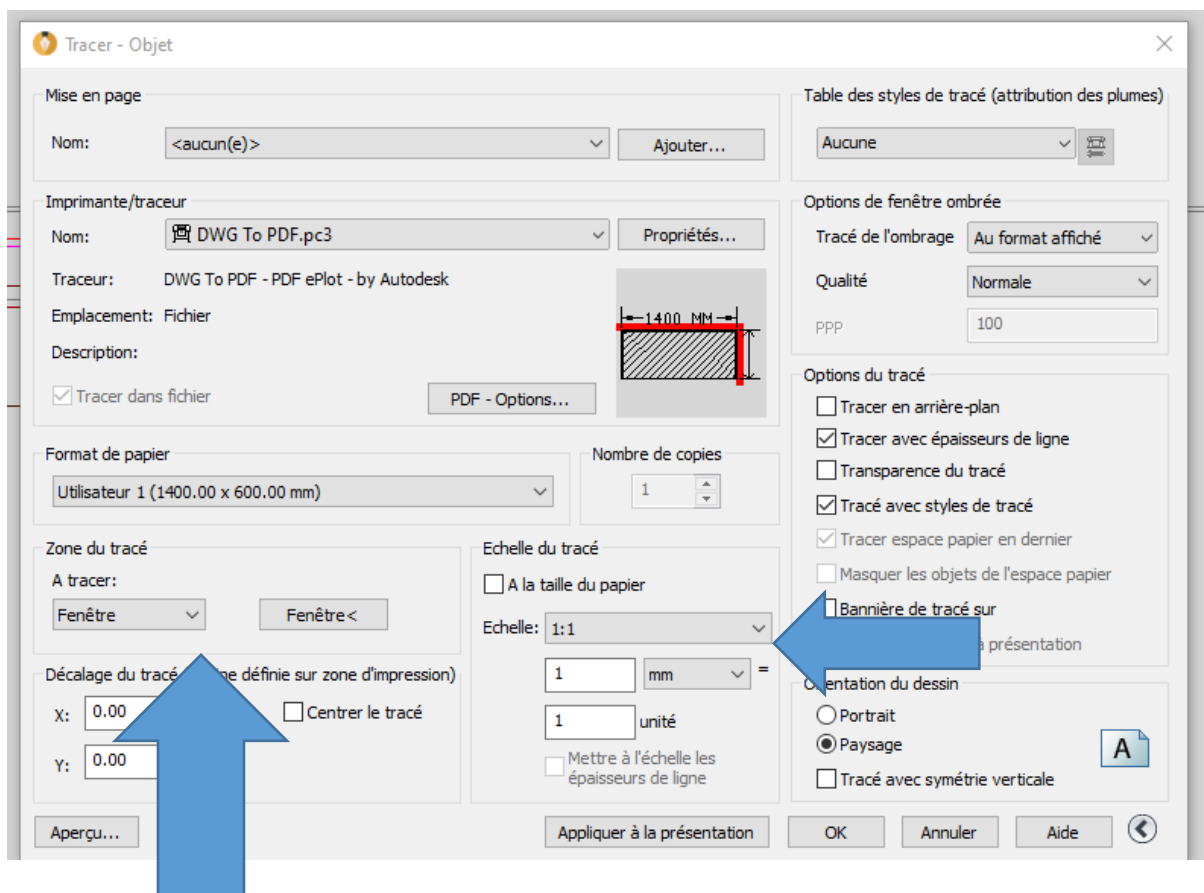 Tracer - Objet
Mise en page
Nom: <aucun(e)> Ajouter...
Table des styles de tracé (attribution des plumes)
Aucune
Imprimante/traceur
Nom: DWG To PDF.pc3 Propriétés...
Traceur: DWG To PDF - PDF ePlot - by Autodesk
Emplacement: Fichier
Description:
Tracer dans fichier
PDF - Options...
1400 MM
Options de fenêtre ombrée
Tracé de l'ombrage Au format affiché
Qualité Normale
PPP 100
Format de papier
Utilisateur 1 (1400.00 x 600.00 mm)
Nombre de copies
1
Options du tracé
Tracer en arrière-plan
Tracer avec épaisseurs de ligne
Transparence du tracé
Tracé avec styles de tracé
Tracer espace papier en dernier
Masquer les objets de l'espace papier
Bannière de tracé sur
à présentation
Zone du tracé
A tracer:
Fenêtre Fenêtre<
Echelle du tracé
A la taille du papier
Echelle: 1:1
1 mm =
1 unité
Mettre à l'échelle les
épaisseurs de ligne
Décalage du tracé définie sur zone d'impression)
X: 0.00 Centrer le tracé
Y: 0.00
Orientation du dessin
Portrait
Paysage
A
Tracé avec symétrie verticale
Aperçu... Appliquer à la présentation OK Annuler Aide